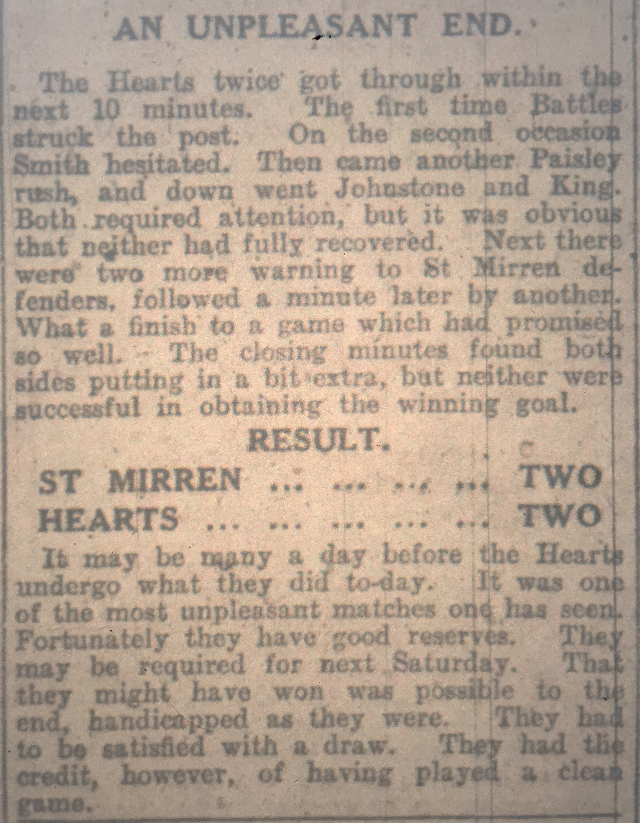 AN UNPLEASANT END.
The Hearts twice got through within the
next 10 minutes. The first time Battles
struck the post. On the second occasion
Smith hesitated. Then came another Paisley
rush, and down went Johnstone and King.
Both required attention, but it was obvious
that neither had fully recovered. Next there
were two more warning to St Mirren de-
fenders, followed a minute later by another.
What a finish to a game which had promised
so well. - The closing minutes found both
sides putting in a bit extra, but neither were
successful in obtaining the winning goal.
RESULT.
ST MIRREN ... ... ... ... TWO
HEARTS ... ... ... ... ... TWO
It may be many a day before the Hearts
undergo what they did to-day. It was one
of the most unpleasant matches one has seen.
Fortunately they have good reserves. They
may be required for next Saturday. That
they might have won was possible to the
end, handicapped as they were. They had
to be satisfied with a draw. They had the
credit, however, of having played a clean
game.